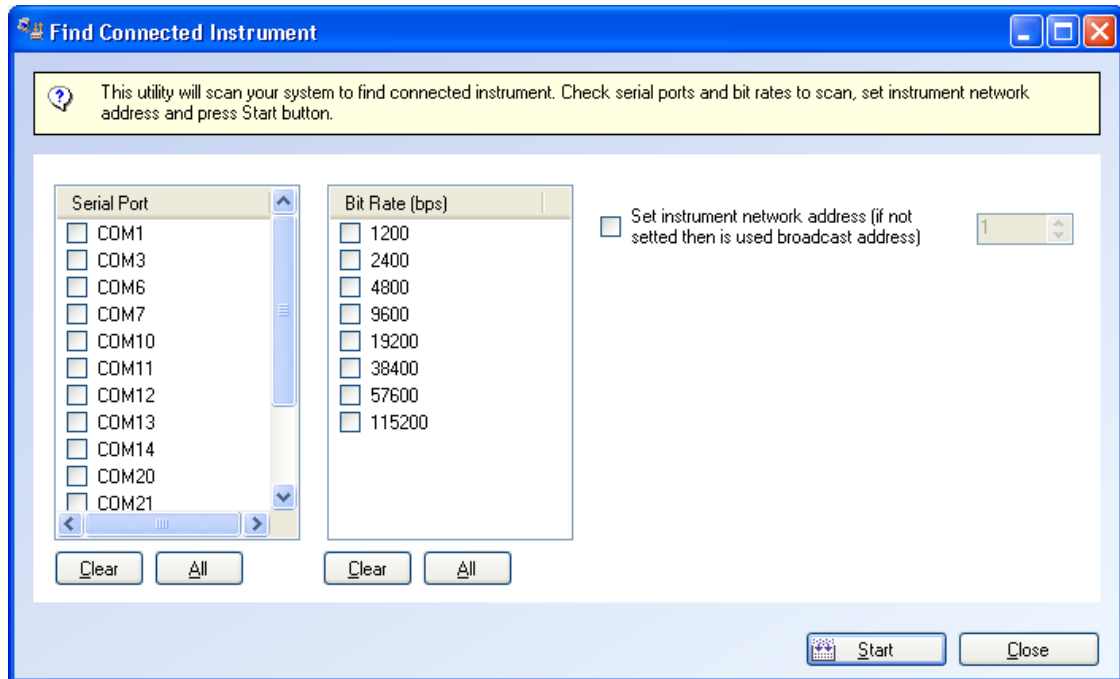 Find Connected Instrument
This utility will scan your system to find connected instrument. Check serial ports and bit rates to scan, set instrument network
address and press Start button.
Serial Port
COM1
COM3
COM6
COM7
COM10
COM11
COM12
COM13
COM14
COM20
COM21
Clear
All
Bit Rate (bps)
1200
2400
4800
9600
19200
38400
57600
115200
Clear
All
Set instrument network address (if not
setted then is used broadcast address)
1
Start
Close